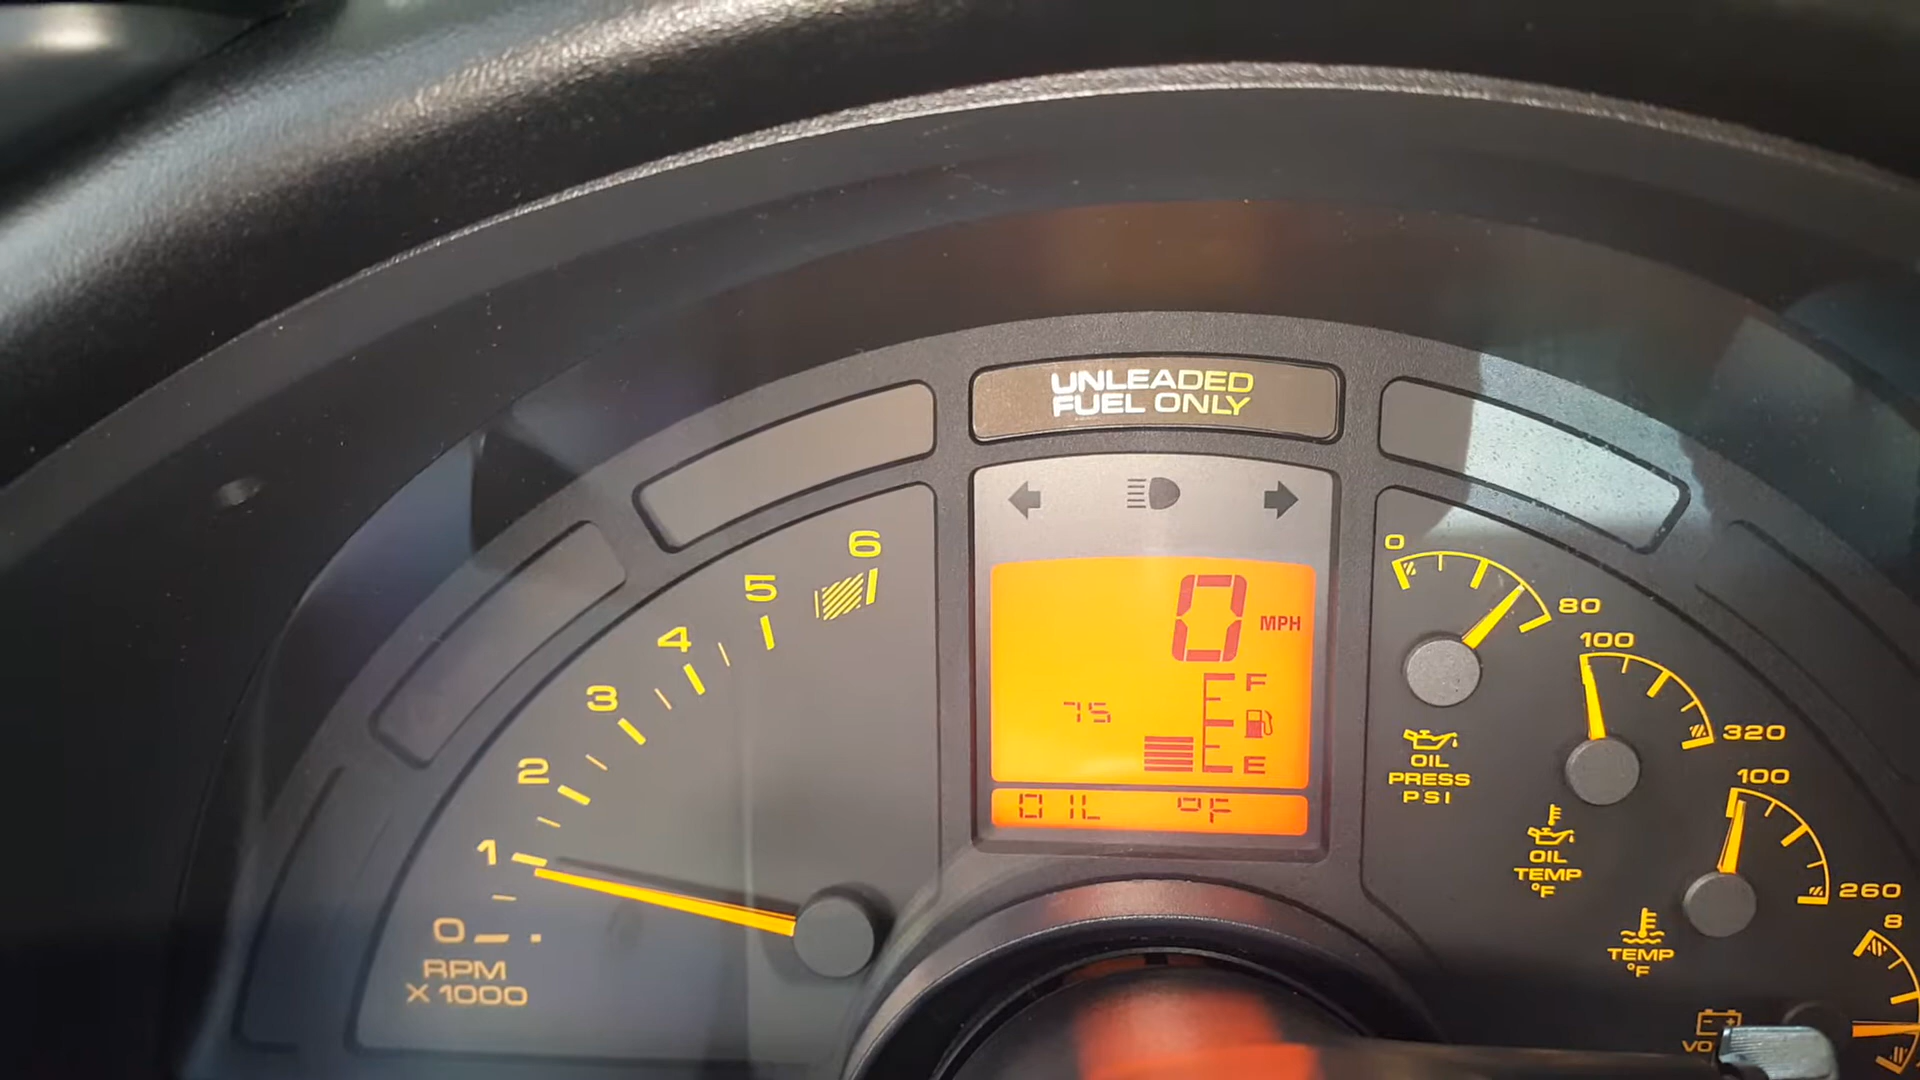 UNLEADED
FUEL ONLY
6
5
4
3
2
1
0
RPM
X 1000
0
MPH
75
F
E
OIL °F
0
80
OIL
PRESS
PSI
100
320
OIL
TEMP
°F
100
260
TEMP
°F
8